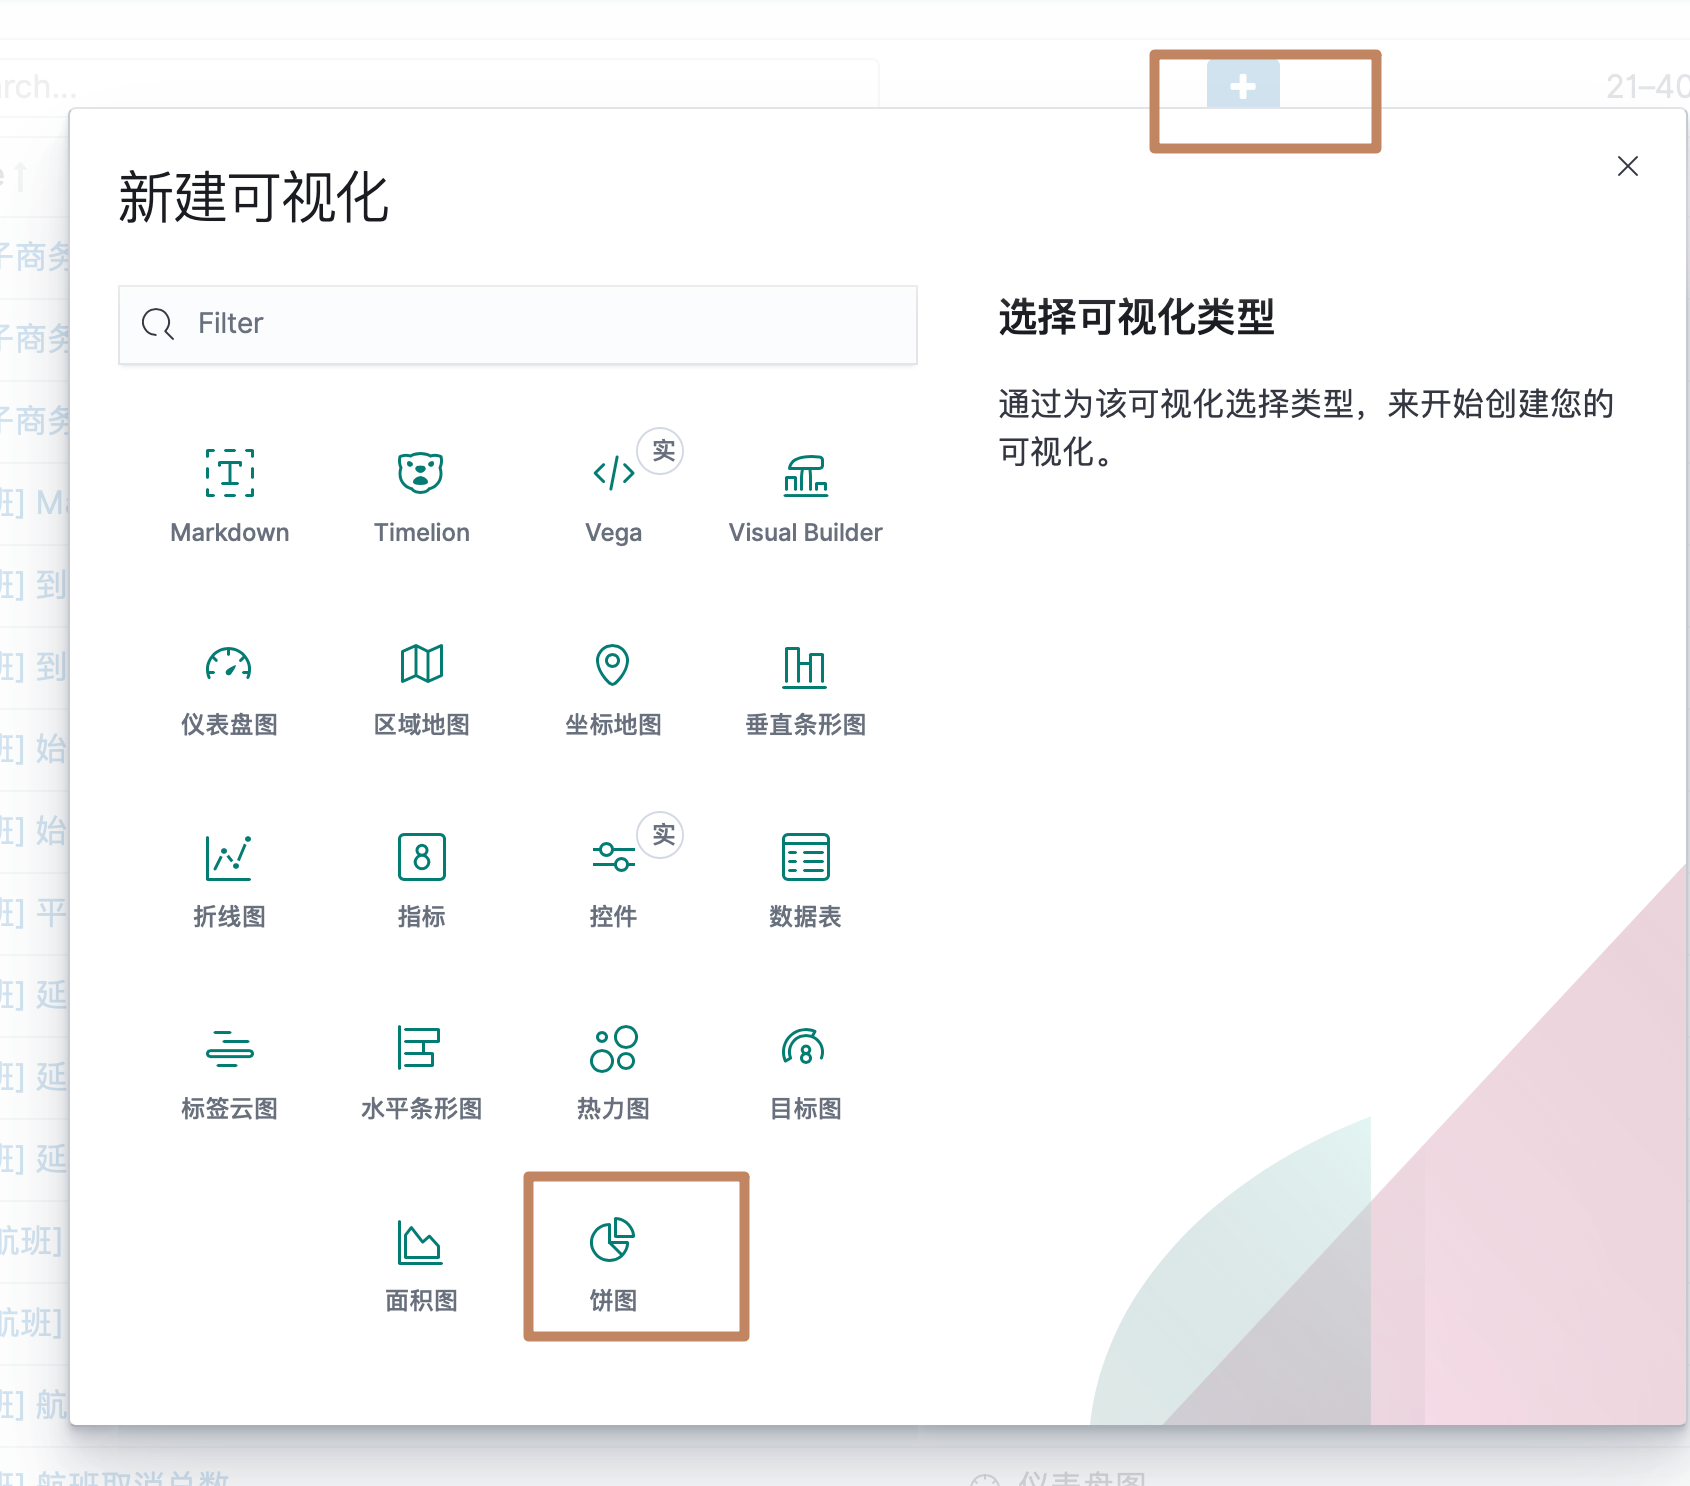 21–40
新建可视化
Filter
选择可视化类型
通过为该可视化选择类型，来开始创建您的
可视化。
实
Markdown
Timelion
Vega
Visual Builder
仪表盘图
区域地图
坐标地图
垂直条形图
实
折线图
指标
控件
数据表
标签云图
水平条形图
热力图
目标图
面积图
饼图
子商务
子商务
子商务
班] Ma
班] 到
班] 到
班] 始
班] 始
班] 平
班] 延
班] 延
班] 延
航班]
航班]
班] 航
班] 航班取消总数
仪表盘图